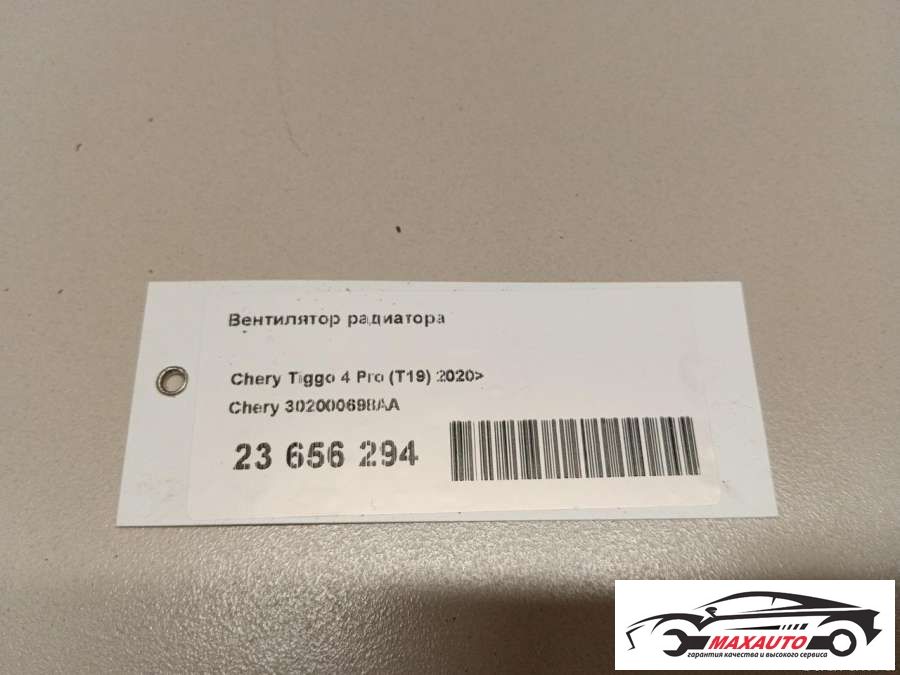 Вентилятор радиатора
Chery Tiggo 4 Pro (T19) 2020>
Chery 302000698AA
23 656 294
MAXAUTO
гарантия качества и высокого сервиса